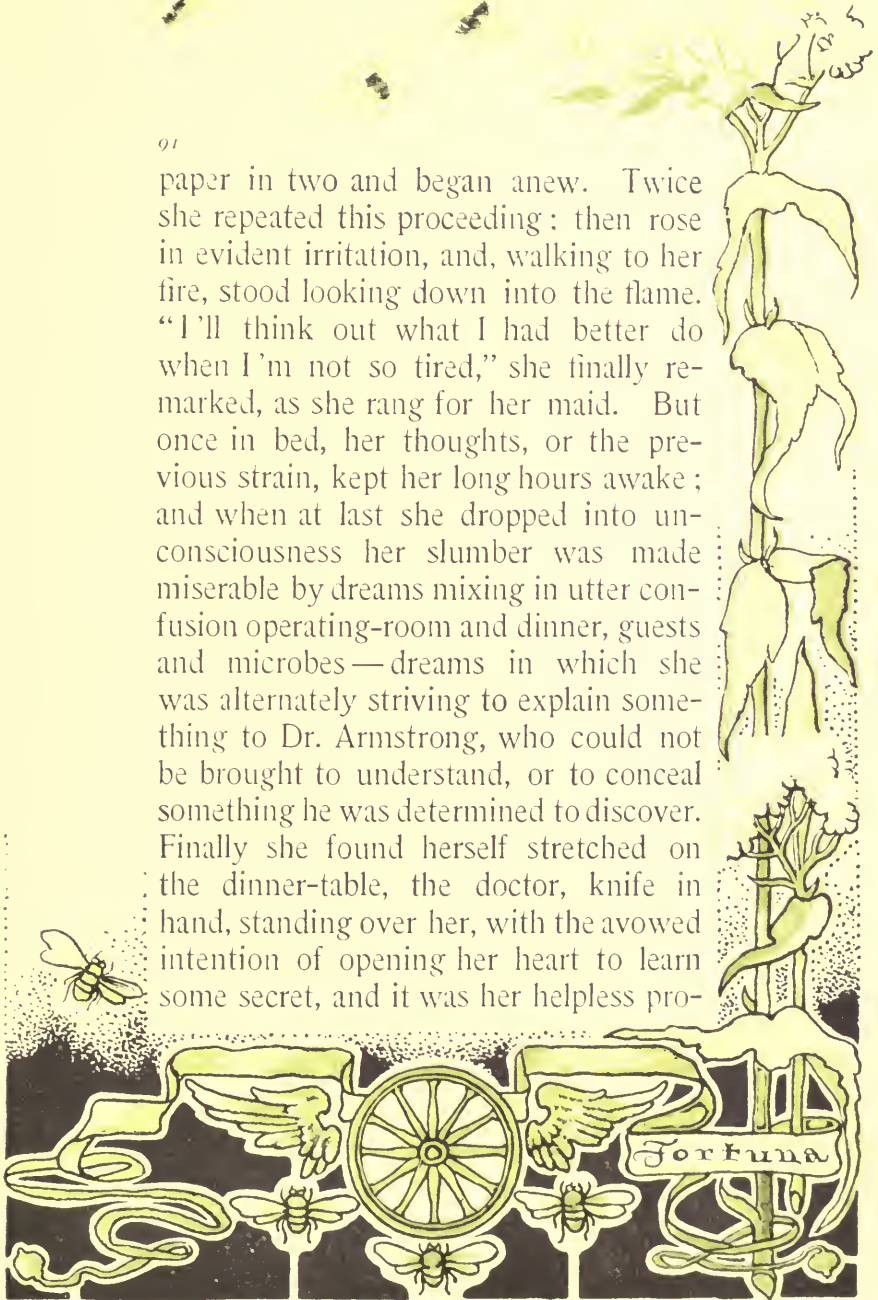 91
paper in two and began anew. Twice
she repeated this proceeding: then rose
in evident irritation, and, walking to her
fire, stood looking down into the flame.
“I'll think out what I had better do
when I'm not so tired,” she finally re-
marked, as she rang for her maid. But
once in bed, her thoughts, or the pre-
vious strain, kept her long hours awake;
and when at last she dropped into un-
consciousness her slumber was made
miserable by dreams mixing in utter con-
fusion operating-room and dinner, guests
and microbes—dreams in which she
was alternately striving to explain some-
thing to Dr. Armstrong, who could not
be brought to understand, or to conceal
something he was determined to discover.
Finally she found herself stretched on
the dinner-table, the doctor, knife in
hand, standing over her, with the avowed
intention of opening her heart to learn
some secret, and it was her helpless pro-
Fortuna